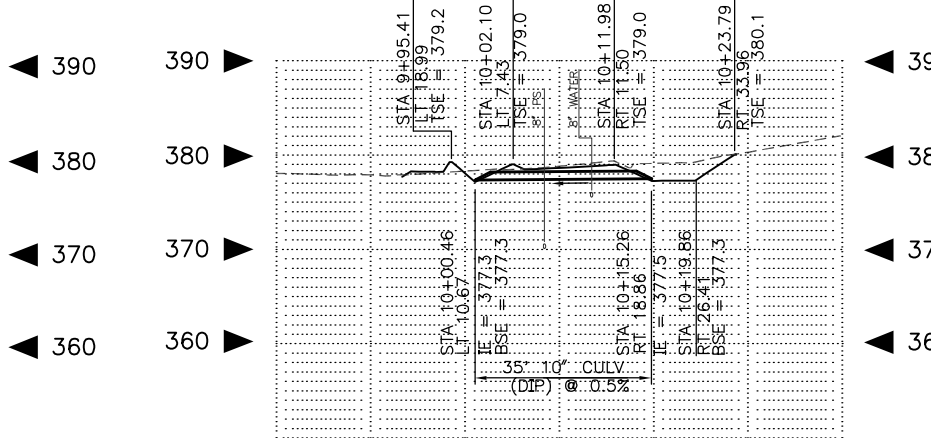 STA 9+95.41
LT 18.99
TSE = 379.2
STA 10+02.10
LT 7.43
TSE = 379.0
8" PS
8" WATER
STA 10+11.98
RT 11.50
TSE = 379.0
STA 10+23.79
RT 33.96
TSE = 380.1
390
390
380
380
370
370
360
360
STA 10+00.46
LT 10.67
IE = 377.3
BSE = 377.3
STA 10+15.26
RT 18.86
IE = 377.5
STA 10+19.86
RT 26.41
BSE = 377.3
35' 10" CULV
(DIP) @ 0.5%